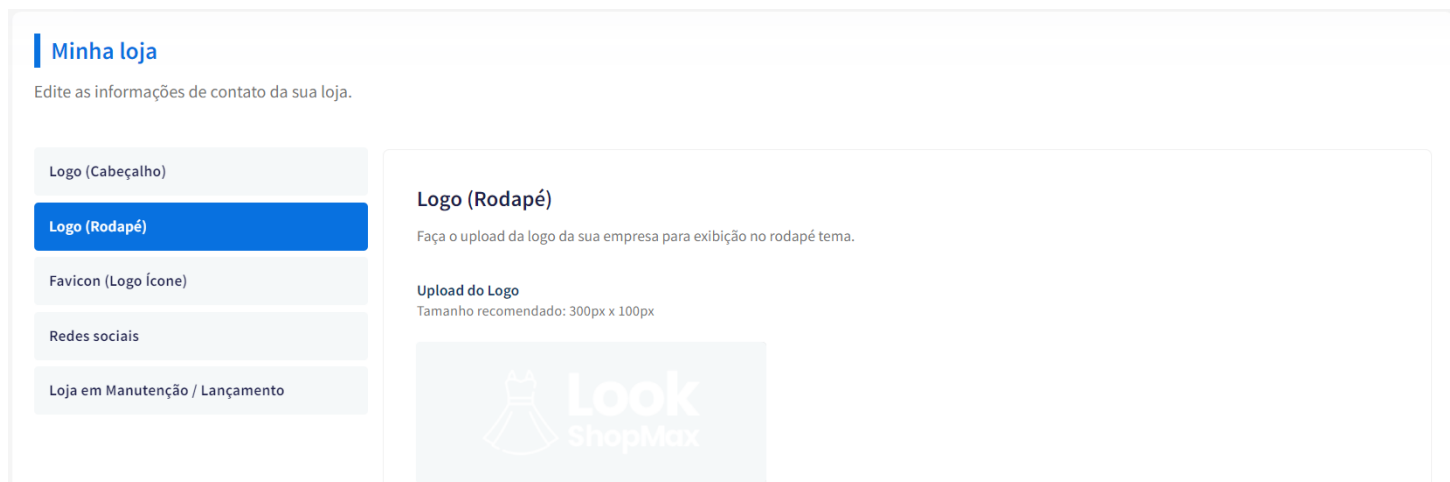 Minha loja
Edite as informações de contato da sua loja.
Logo (Cabeçalho)
Logo (Rodapé)
Favicon (Logo Ícone)
Redes sociais
Loja em Manutenção / Lançamento
Logo (Rodapé)
Faça o upload da logo da sua empresa para exibição no rodapé tema.
Upload do Logo
Tamanho recomendado: 300px x 100px
Look
ShopMax